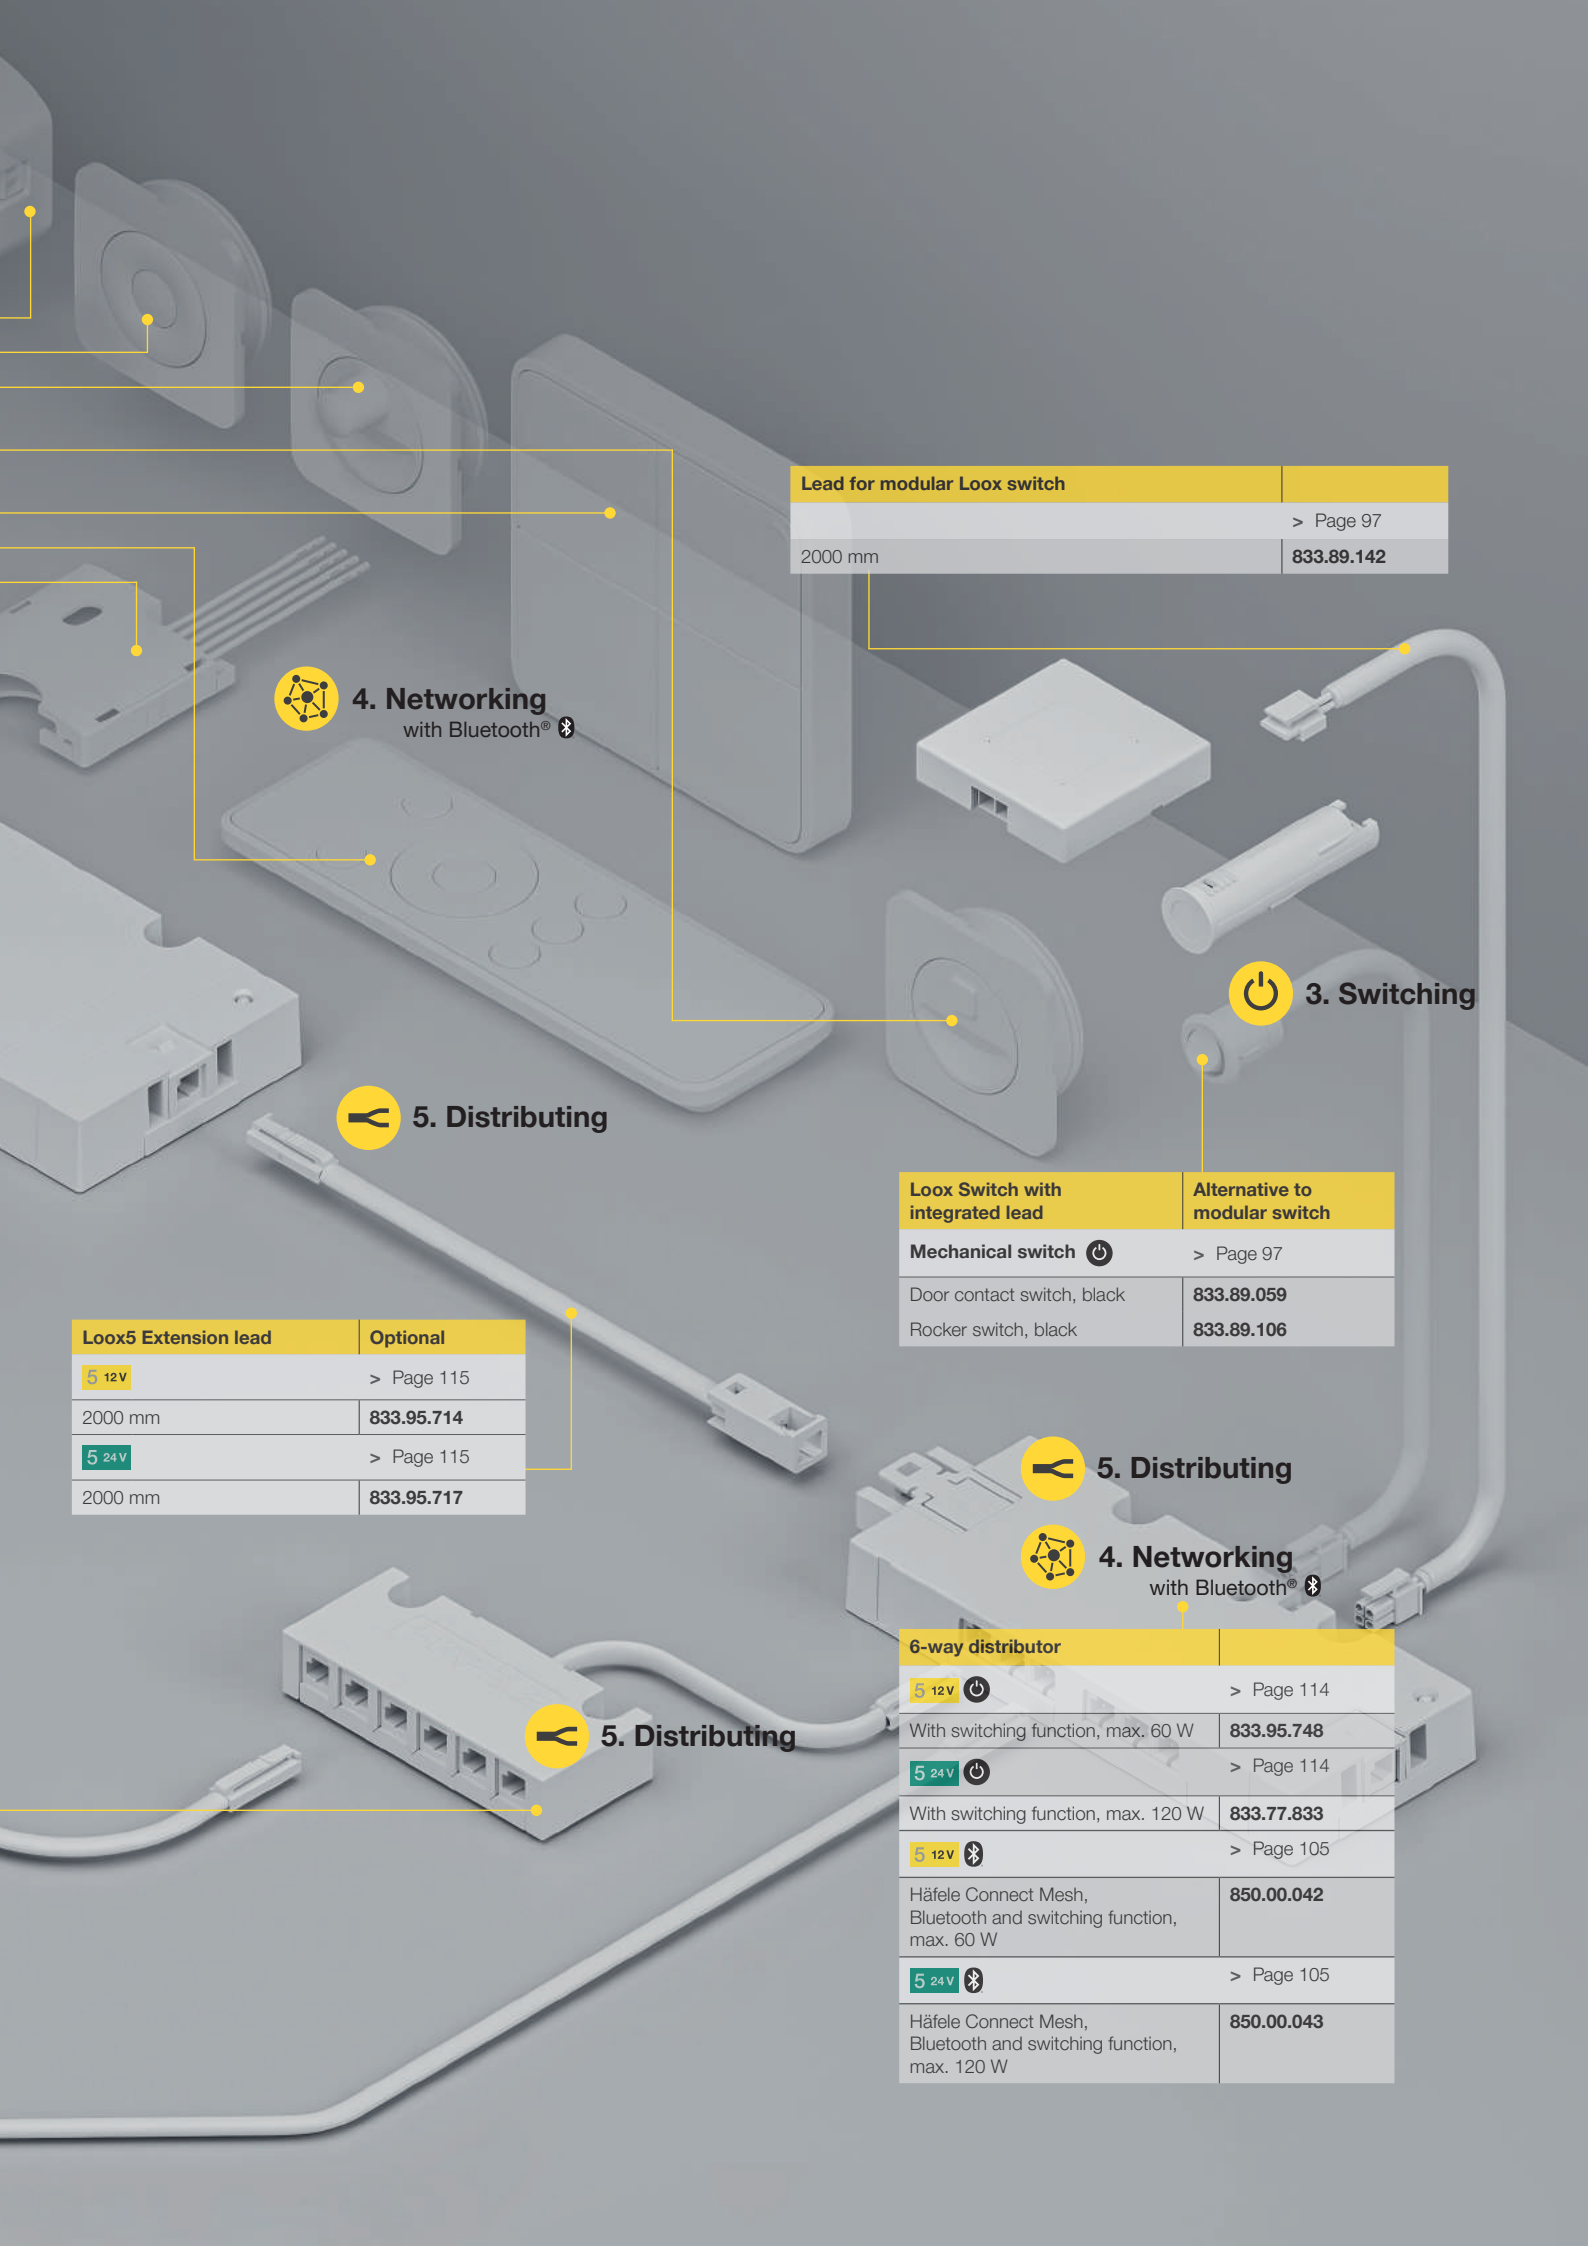 Lead for modular Loox switch
> Page 97
2000 mm 833.89.142
4. Networking
with Bluetooth®
3. Switching
5. Distributing
Loox Switch with integrated lead Alternative to modular switch
Mechanical switch > Page 97
Door contact switch, black 833.89.059
Rocker switch, black 833.89.106
Loox5 Extension lead Optional
5 12 V > Page 115
2000 mm 833.95.714
5 24 V > Page 115
2000 mm 833.95.717
5. Distributing
4. Networking
with Bluetooth®
5. Distributing
6-way distributor
5 12 V > Page 114
With switching function, max. 60 W 833.95.748
5 24 V > Page 114
With switching function, max. 120 W 833.77.833
5 12 V > Page 105
Häfele Connect Mesh, 850.00.042
Bluetooth and switching function,
max. 60 W
5 24 V > Page 105
Häfele Connect Mesh, 850.00.043
Bluetooth and switching function,
max. 120 W